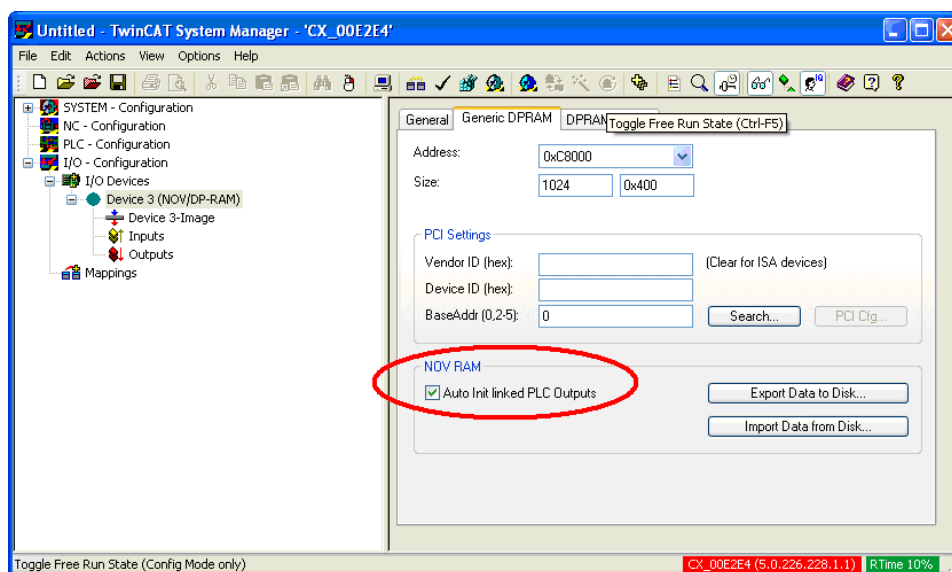 Untitled - TwinCAT System Manager - 'CX_00E2E4'
File Edit Actions View Options Help
SYSTEM - Configuration
NC - Configuration
PLC - Configuration
I/O - Configuration
I/O Devices
Device 3 (NOV/DP-RAM)
Device 3-Image
Inputs
Outputs
Mappings
General Generic DPRAM DPRAM
Toggle Free Run State (Ctrl-F5)
Address: 0xC8000
Size: 1024 0x400
PCI Settings
Vendor ID (hex): (Clear for ISA devices)
Device ID (hex):
BaseAddr (0,2-5): 0 Search... PCI Cfg...
NOV RAM
Auto Init linked PLC Outputs Export Data to Disk...
Import Data from Disk...
Toggle Free Run State (Config Mode only) CX_00E2E4 (5.0.226.228.1.1) RTime 10%